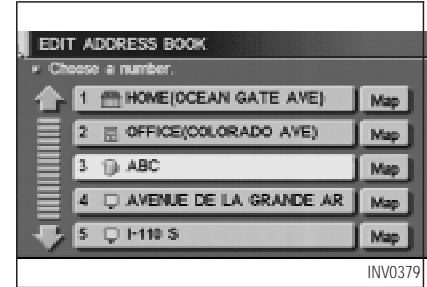 EDIT ADDRESS BOOK
Choose a number.
1 HOME(OCEAN GATE AVE) Map
2 OFFICE(COLORADO AVE) Map
3 ABC Map
4 AVENUE DE LA GRANDE AR Map
5 I-110 S Map
INV0379